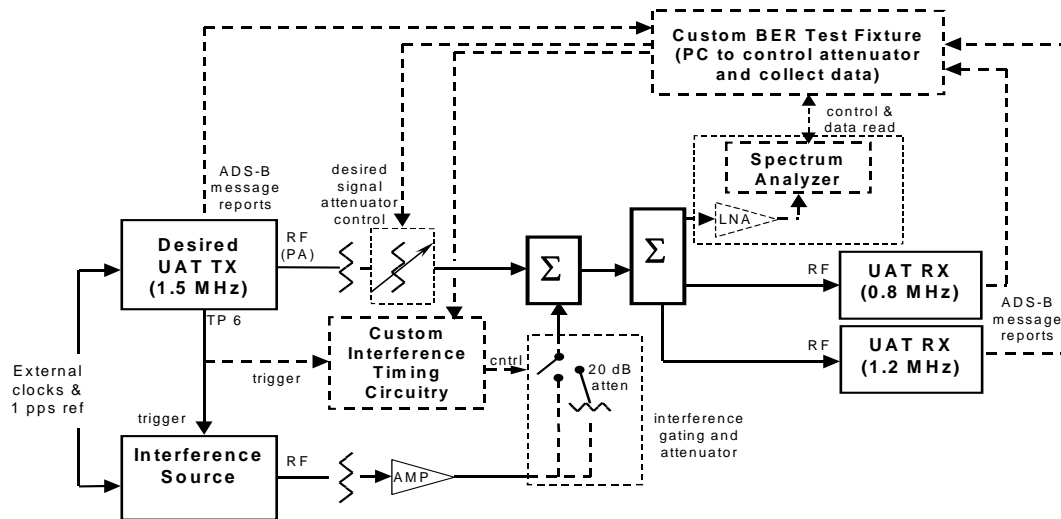 Custom BER Test Fixture
(PC to control attenuator
and collect data)
control &
data read
Spectrum
Analyzer
LNA
ADS-B
message
reports
desired
signal
attenuator
control
Desired
UAT TX
(1.5 MHz)
RF
(PA)
Σ
Σ
RF
UAT RX
(0.8 MHz)
RF
UAT RX
(1.2 MHz)
ADS-B
message
reports
TP 6
External
clocks &
1 pps ref
trigger
Custom
Interference
Timing
Circuitry
cntrl
20 dB
atten
interference
gating and
attenuator
trigger
Interference
Source
RF
AMP